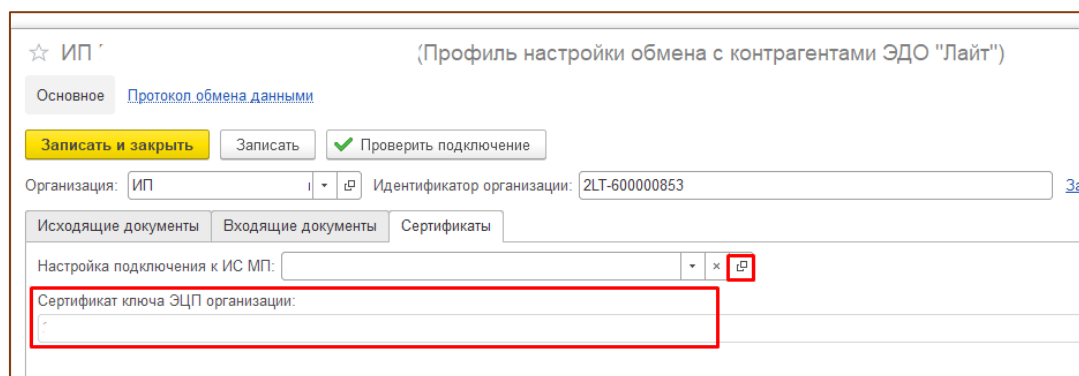 ИП (Профиль настройки обмена с контрагентами ЭДО "Лайт")
Основное Протокол обмена данными
Записать и закрыть Записать Проверить подключение
Организация: ИП Идентификатор организации: 2LT-600000853
Исходящие документы Входящие документы Сертификаты
Настройка подключения к ИС МП:
Сертификат ключа ЭЦП организации: